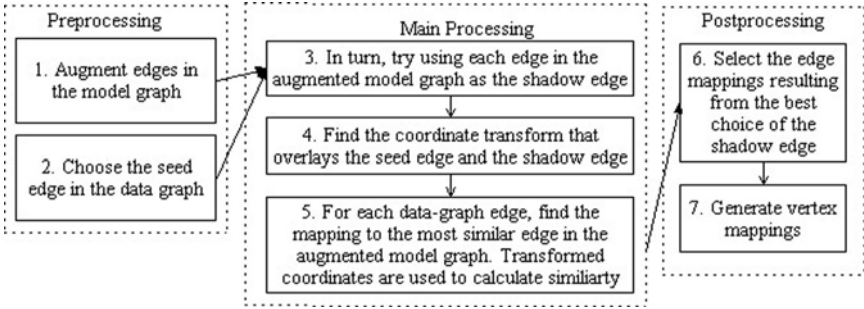 Preprocessing
1. Augment edges in
the model graph
2. Choose the seed
edge in the data graph
Main Processing
3. In turn, try using each edge in the
augmented model graph as the shadow edge
4. Find the coordinate transform that
overlays the seed edge and the shadow edge
5. For each data-graph edge, find the
mapping to the most similar edge in the
augmented model graph. Transformed
coordinates are used to calculate similiarty
Postprocessing
6. Select the edge
mappings resulting
from the best
choice of the
shadow edge
7. Generate vertex
mappings